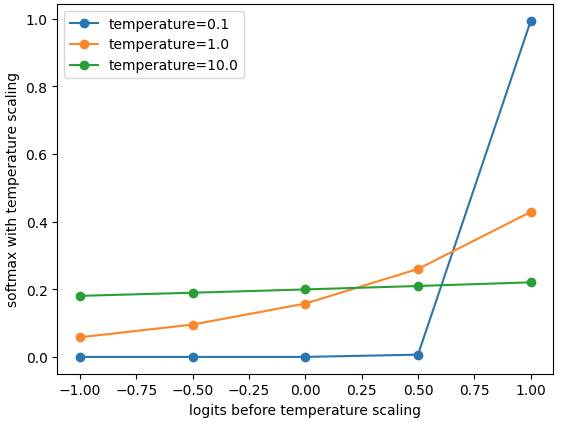 temperature=0.1
temperature=1.0
temperature=10.0
softmax with temperature scaling
1.0
0.8
0.6
0.4
0.2
0.0
−1.00 −0.75 −0.50 −0.25 0.00 0.25 0.50 0.75 1.00
logits before temperature scaling